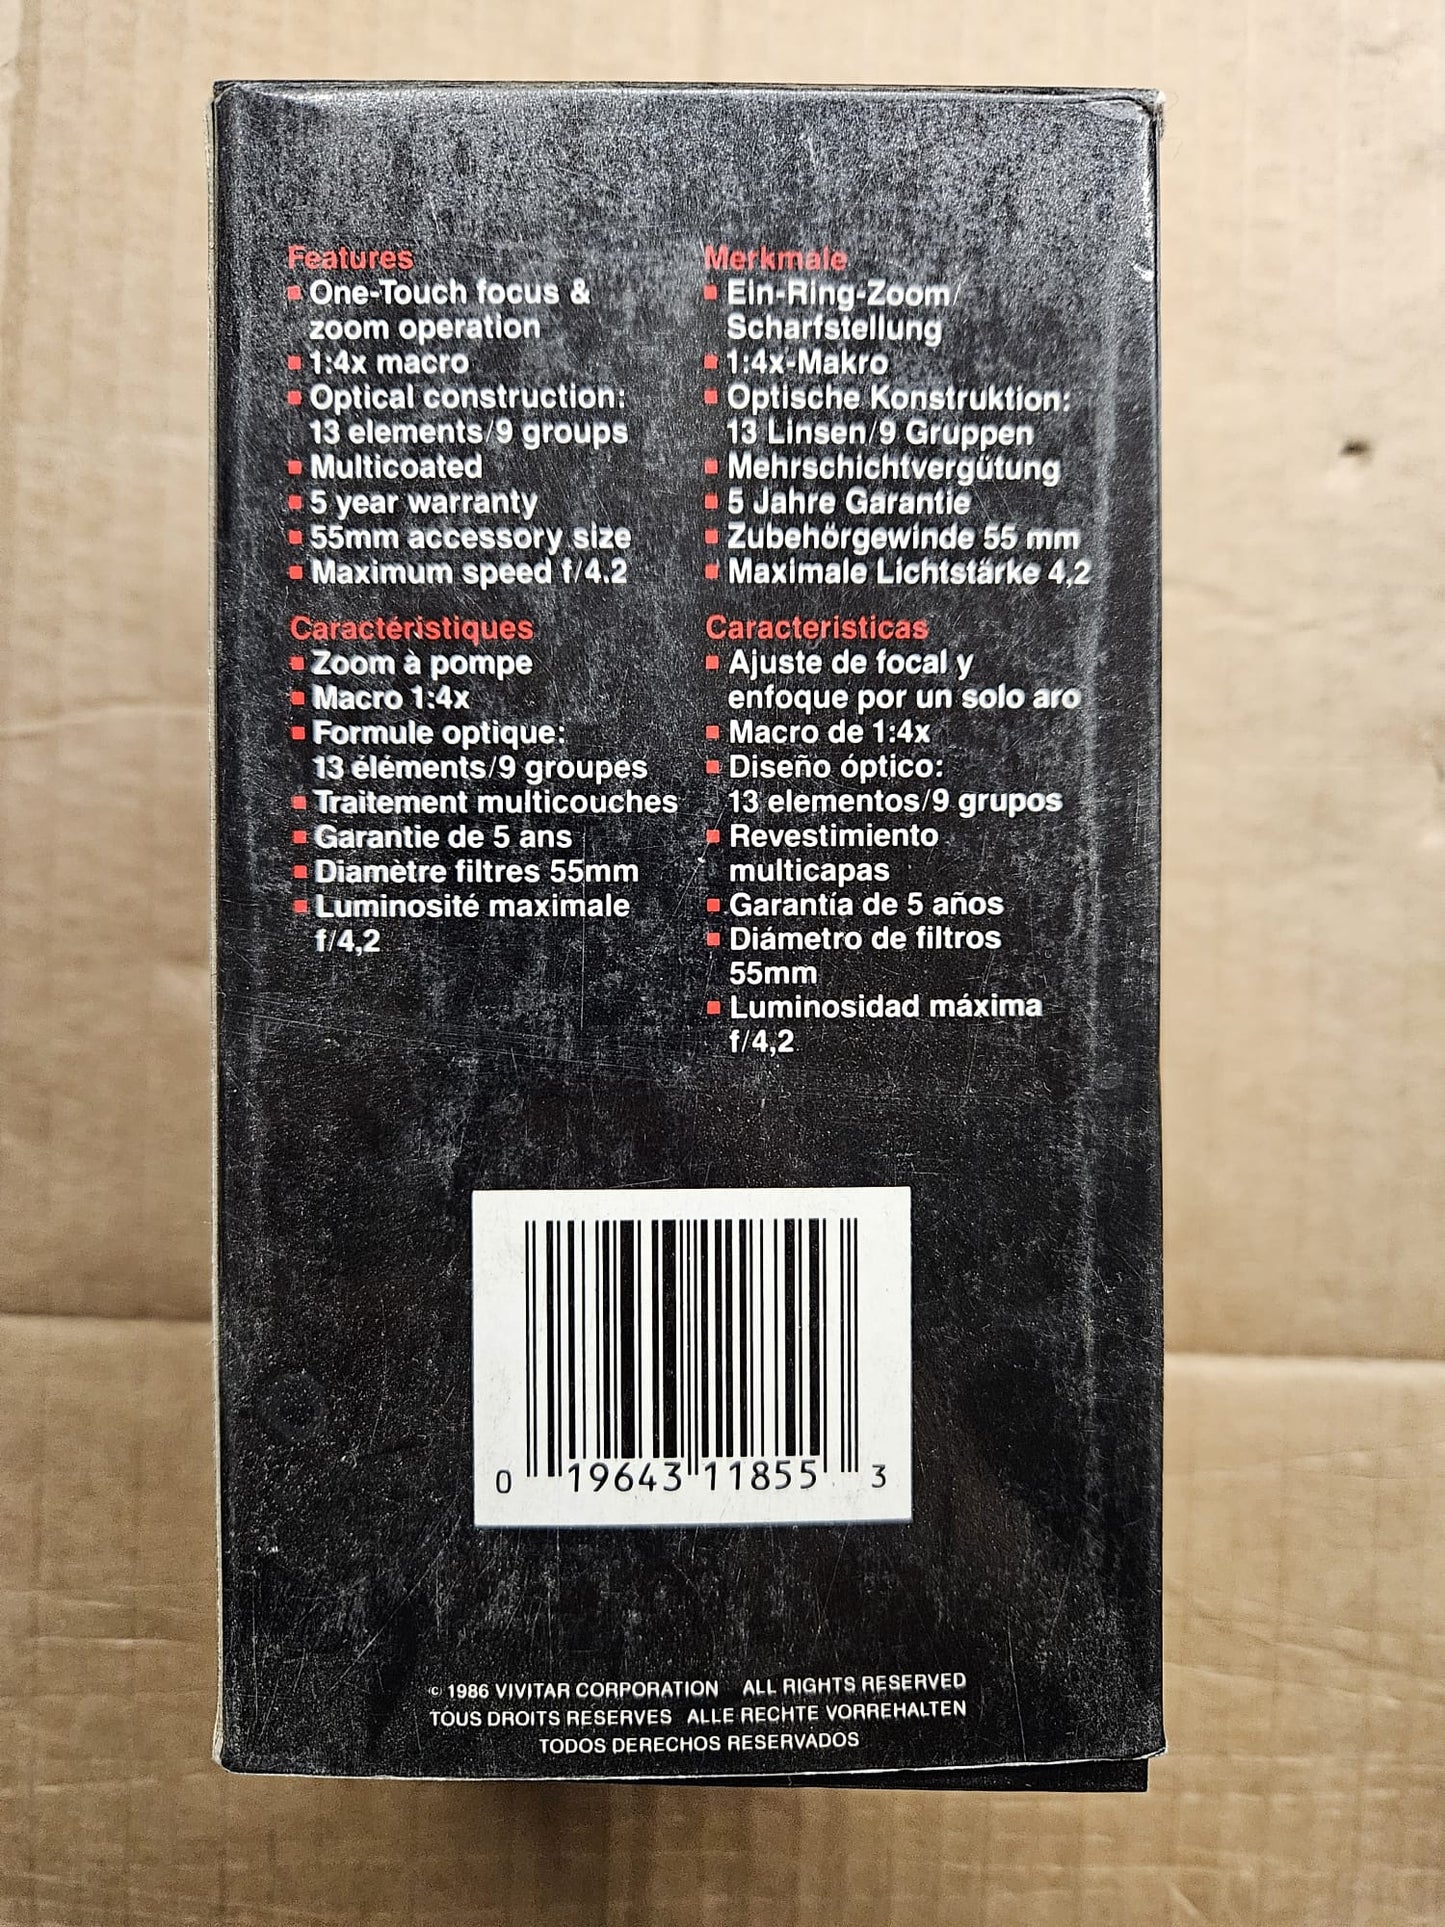 Features
▪ One-Touch focus &
zoom operation
▪ 1:4x macro
▪ Optical construction:
13 elements/9 groups
▪ Multicoated
▪ 5 year warranty
▪ 55mm accessory size
▪ Maximum speed f/4.2
Merkmale
▪ Ein-Ring-Zoom/
Scharfstellung
▪ 1:4x-Makro
▪ Optische Konstruktion:
13 Linsen/9 Gruppen
▪ Mehrschichtvergütung
▪ 5 Jahre Garantie
▪ Zubehörgewinde 55 mm
▪ Maximale Lichtstärke 4,2
Caractéristiques
▪ Zoom à pompe
▪ Macro 1:4x
▪ Formule optique:
13 éléments/9 groupes
▪ Traitement multicouches
▪ Garantie de 5 ans
▪ Diamètre filtres 55mm
▪ Luminosité maximale
f/4,2
Caracteristicas
▪ Ajuste de focal y
enfoque por un solo aro
▪ Macro de 1:4x
▪ Diseño óptico:
13 elementos/9 grupos
▪ Revestimiento
multicapas
▪ Garantía de 5 años
▪ Diámetro de filtros
55mm
▪ Luminosidad máxima
f/4,2
0 19643 11855 3
© 1986 VIVITAR CORPORATION ALL RIGHTS RESERVED
TOUS DROITS RESERVES ALLE RECHTE VORREHALTEN
TODOS DERECHOS RESERVADOS